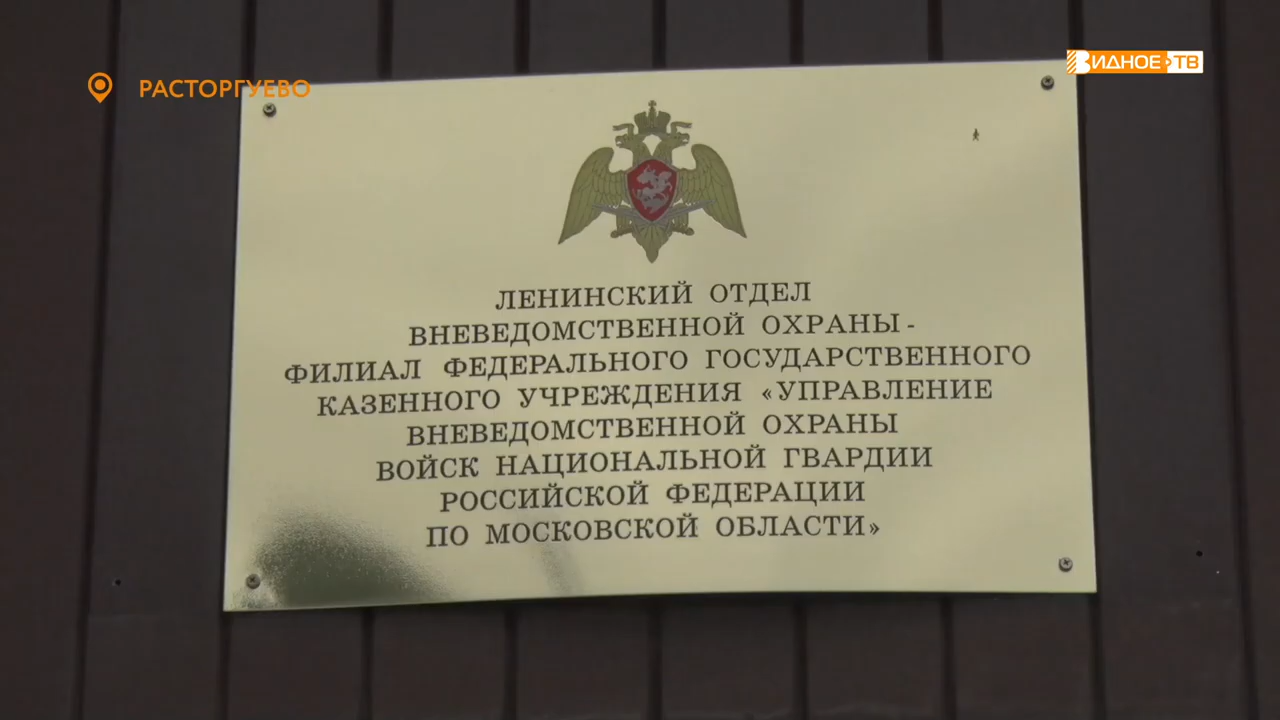 РАСТОРГУЕВО
ВИДНОЕ ТВ
ЛЕНИНСКИЙ ОТДЕЛ
ВНЕВЕДОМСТВЕННОЙ ОХРАНЫ -
ФИЛИАЛ ФЕДЕРАЛЬНОГО ГОСУДАРСТВЕННОГО
КАЗЕННОГО УЧРЕЖДЕНИЯ «УПРАВЛЕНИЕ
ВНЕВЕДОМСТВЕННОЙ ОХРАНЫ
ВОЙСК НАЦИОНАЛЬНОЙ ГВАРДИИ
РОССИЙСКОЙ ФЕДЕРАЦИИ
ПО МОСКОВСКОЙ ОБЛАСТИ»